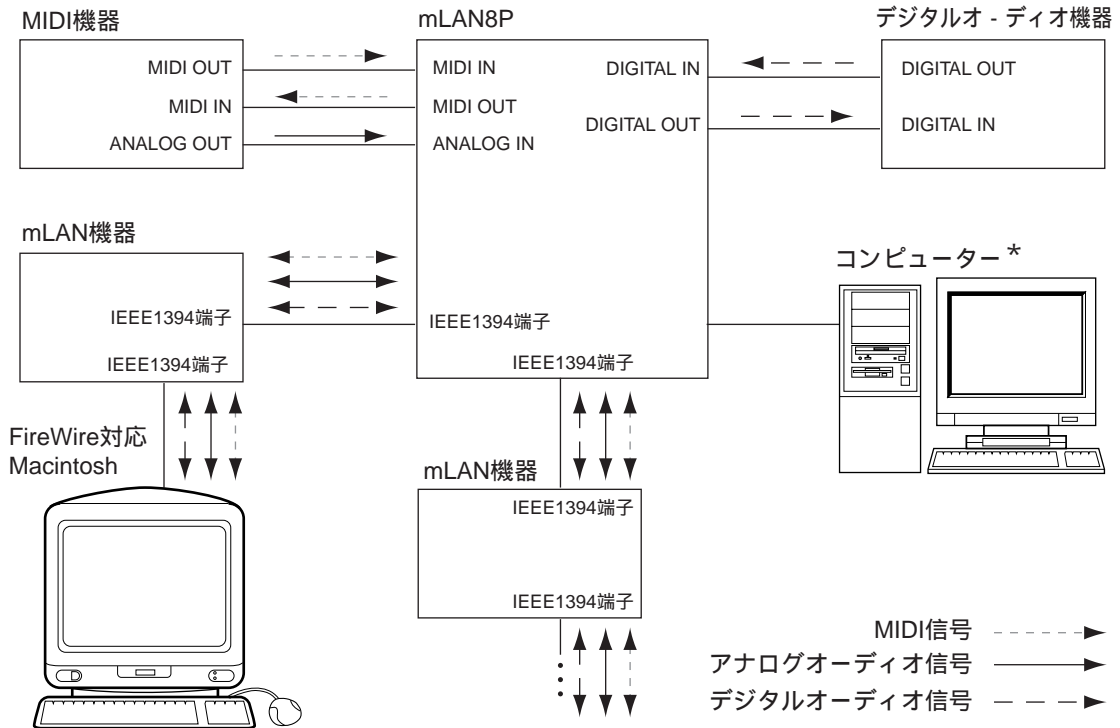 MIDI機器
MIDI OUT
MIDI IN
ANALOG OUT
mLAN8P
MIDI IN
MIDI OUT
ANALOG IN
DIGITAL IN
DIGITAL OUT
デジタルオ - ディオ機器
DIGITAL OUT
DIGITAL IN
mLAN機器
IEEE1394端子
IEEE1394端子
IEEE1394端子
IEEE1394端子
コンピューター*
FireWire対応
Macintosh
mLAN機器
IEEE1394端子
IEEE1394端子
MIDI信号
アナログオーディオ信号
デジタルオーディオ信号